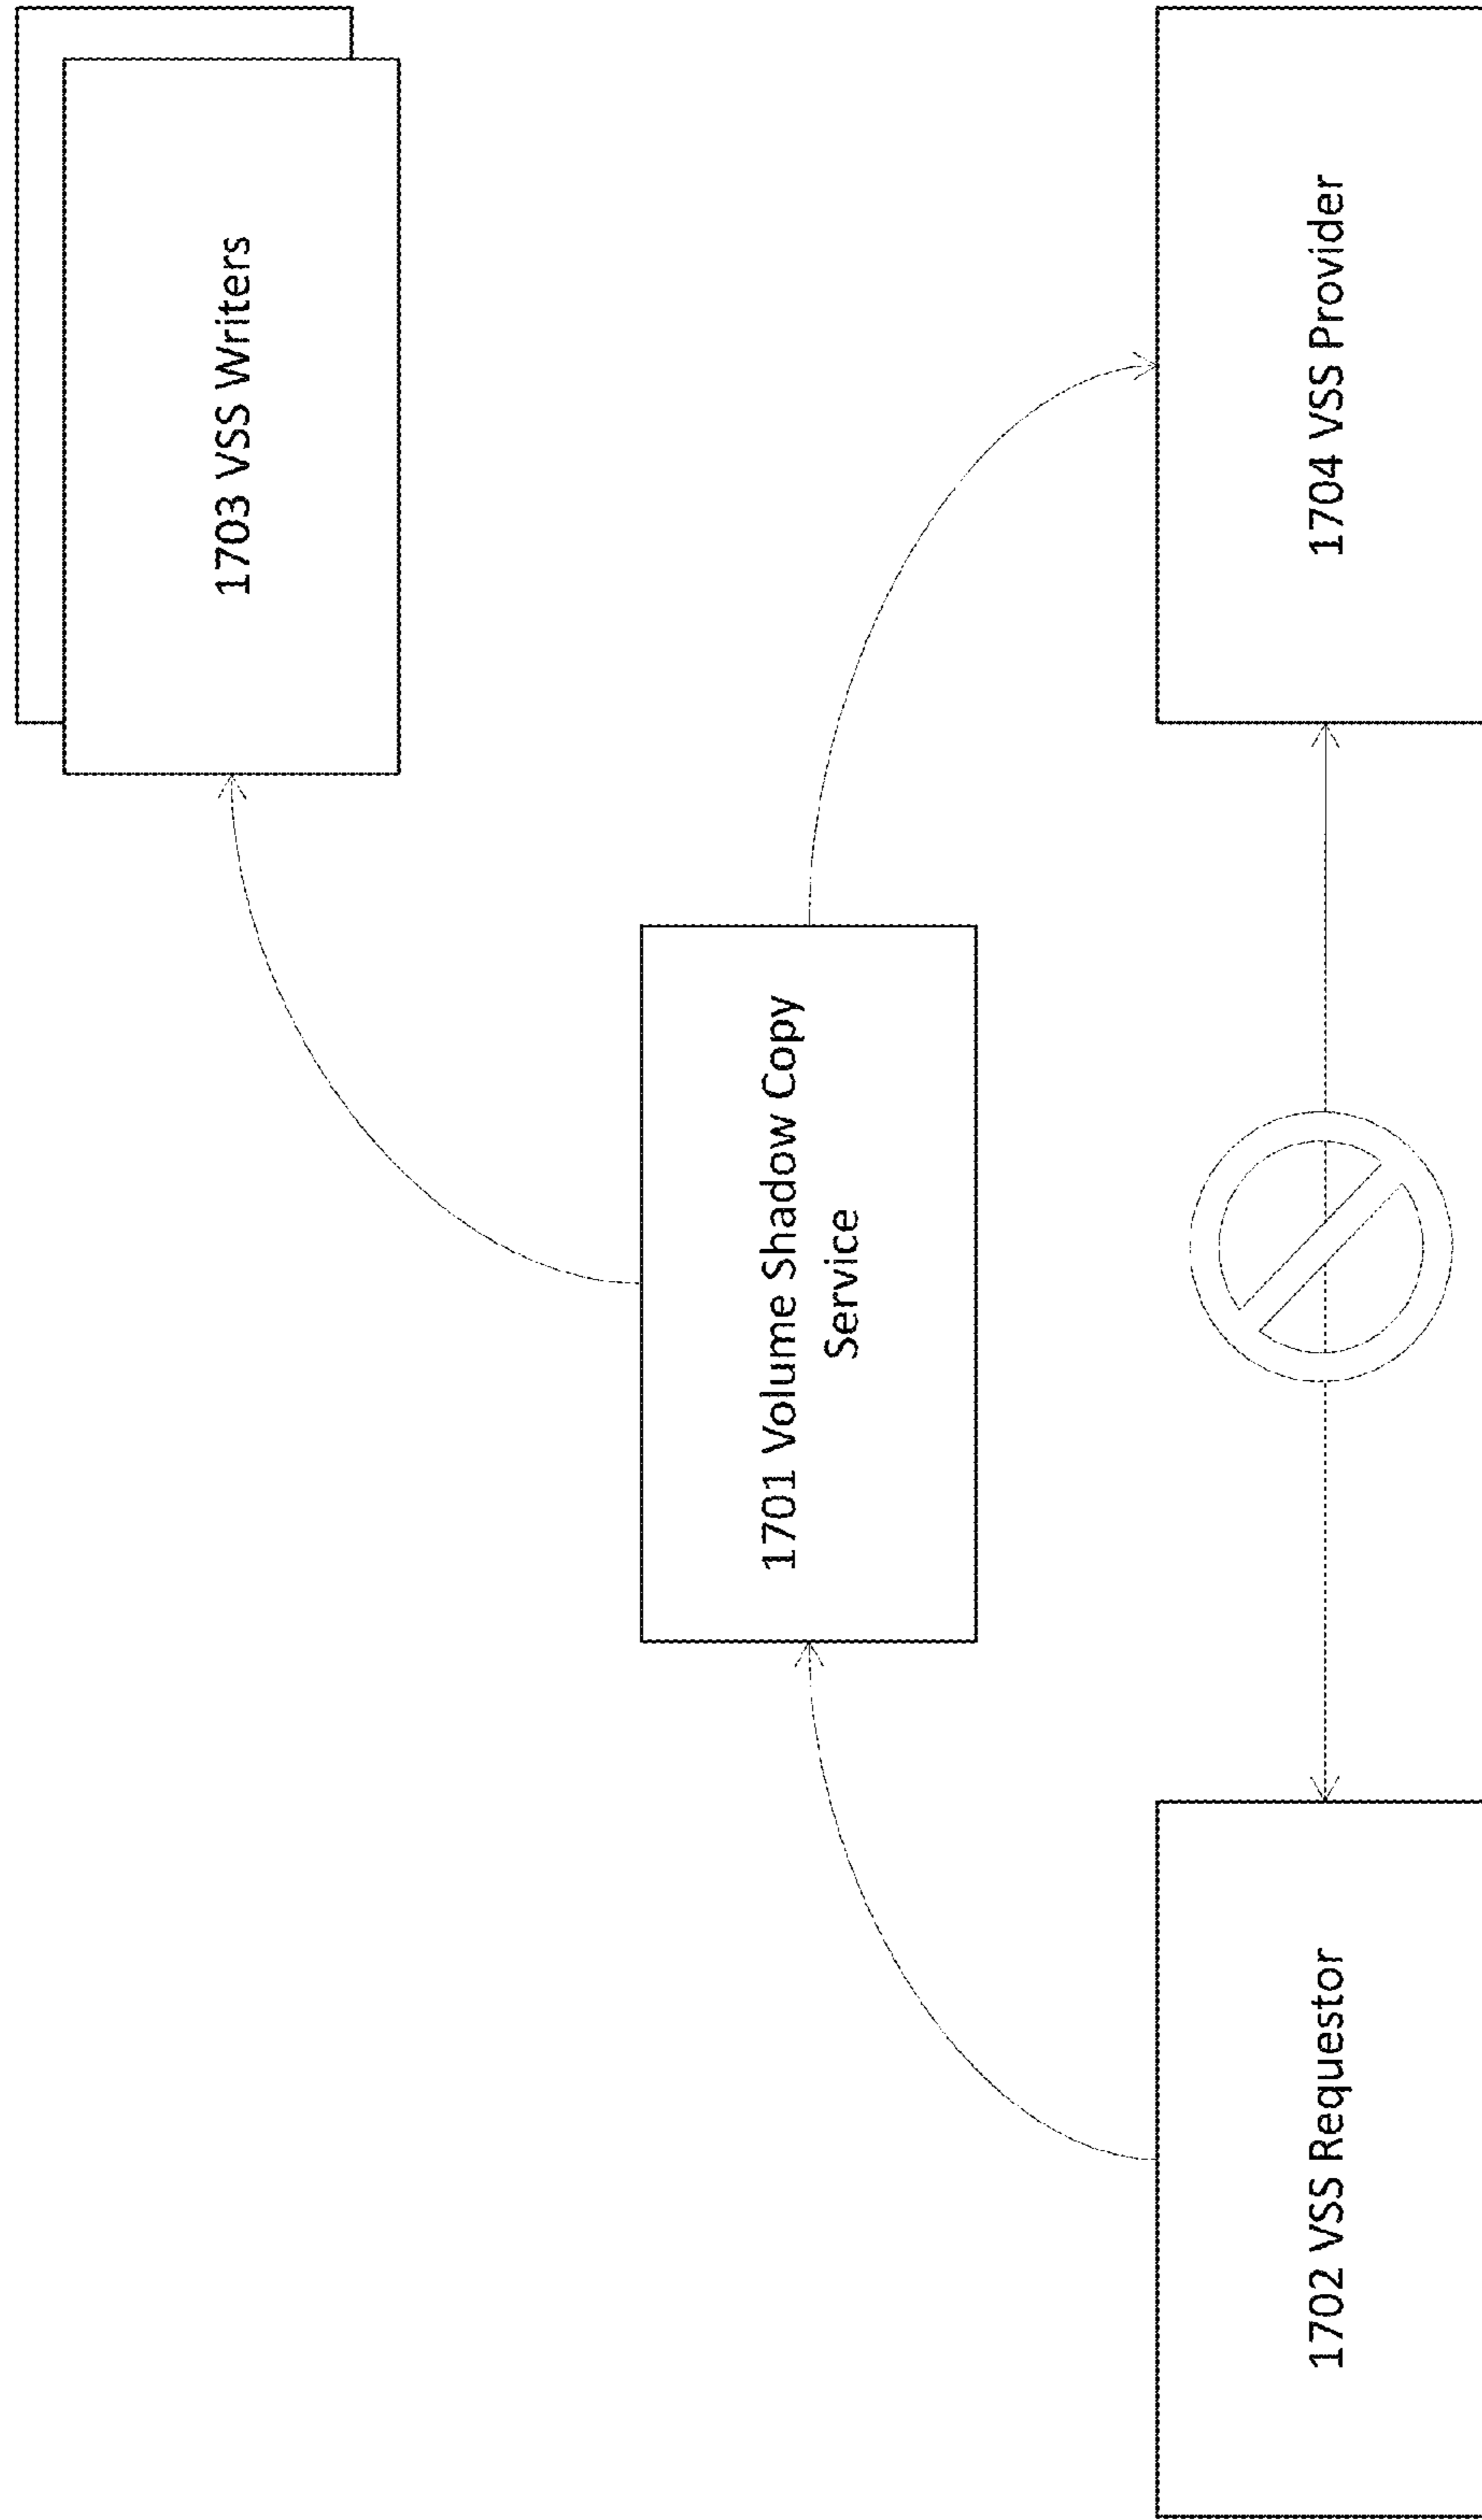 1703 VSS Writers
1701 Volume Shadow Copy
Service
1702 VSS Requestor
1704 VSS Provider